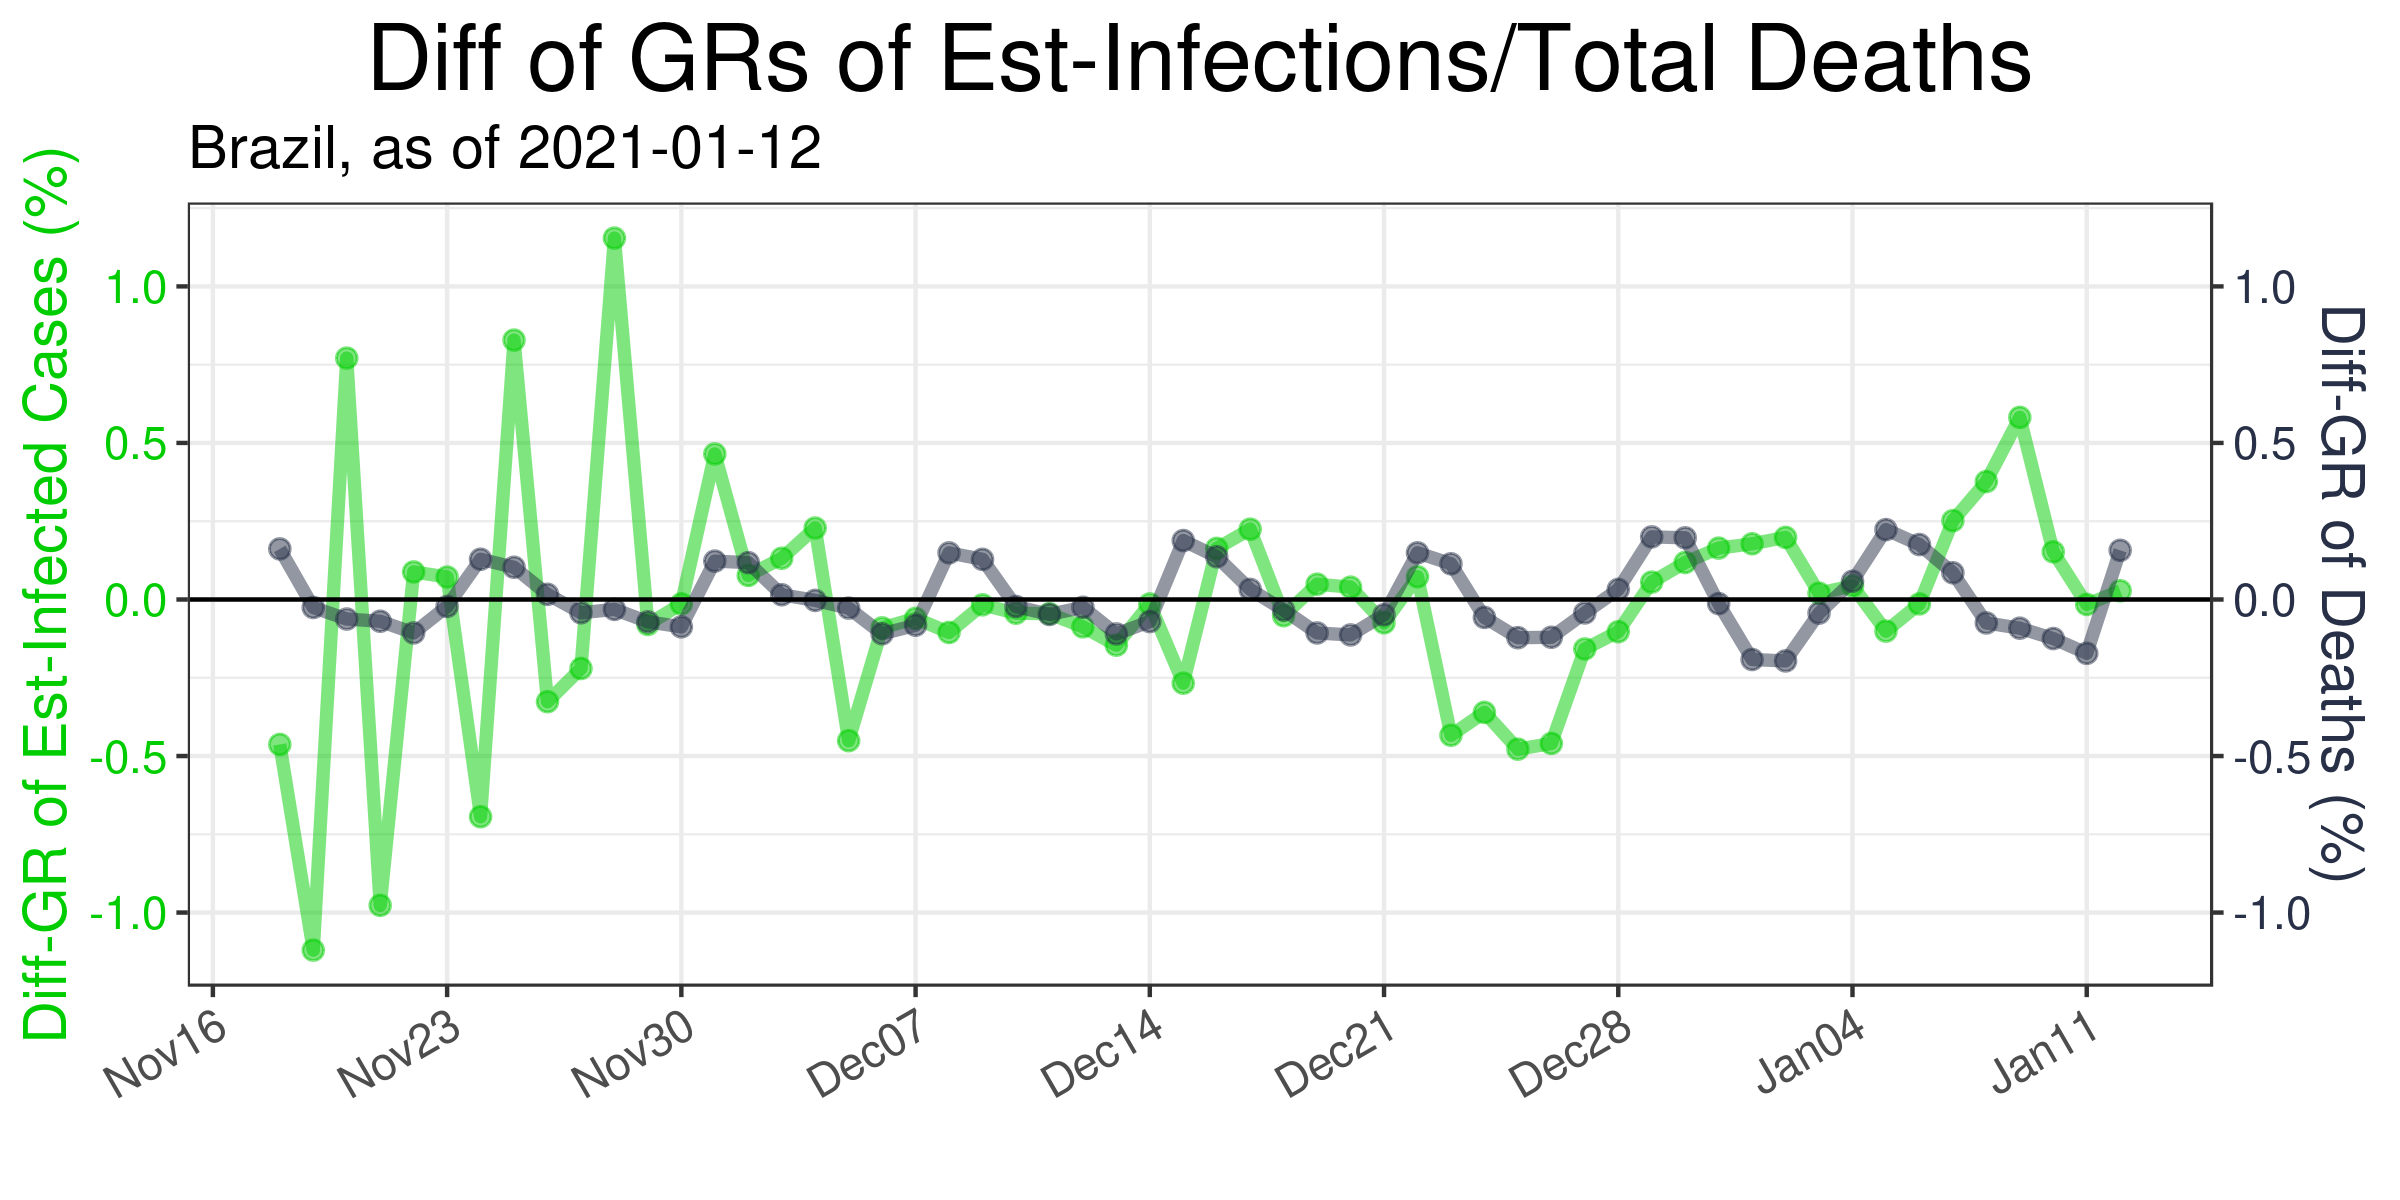 Diff of GRs of Est-Infections/Total Deaths
Brazil, as of 2021-01-12
Diff-GR of Est-Infected Cases (%)
1.0
0.5
0.0
-0.5
-1.0
1.0
0.5
0.0
-0.5
-1.0
Diff-GR of Deaths (%)
Nov16
Nov23
Nov30
Dec07
Dec14
Dec21
Dec28
Jan04
Jan11